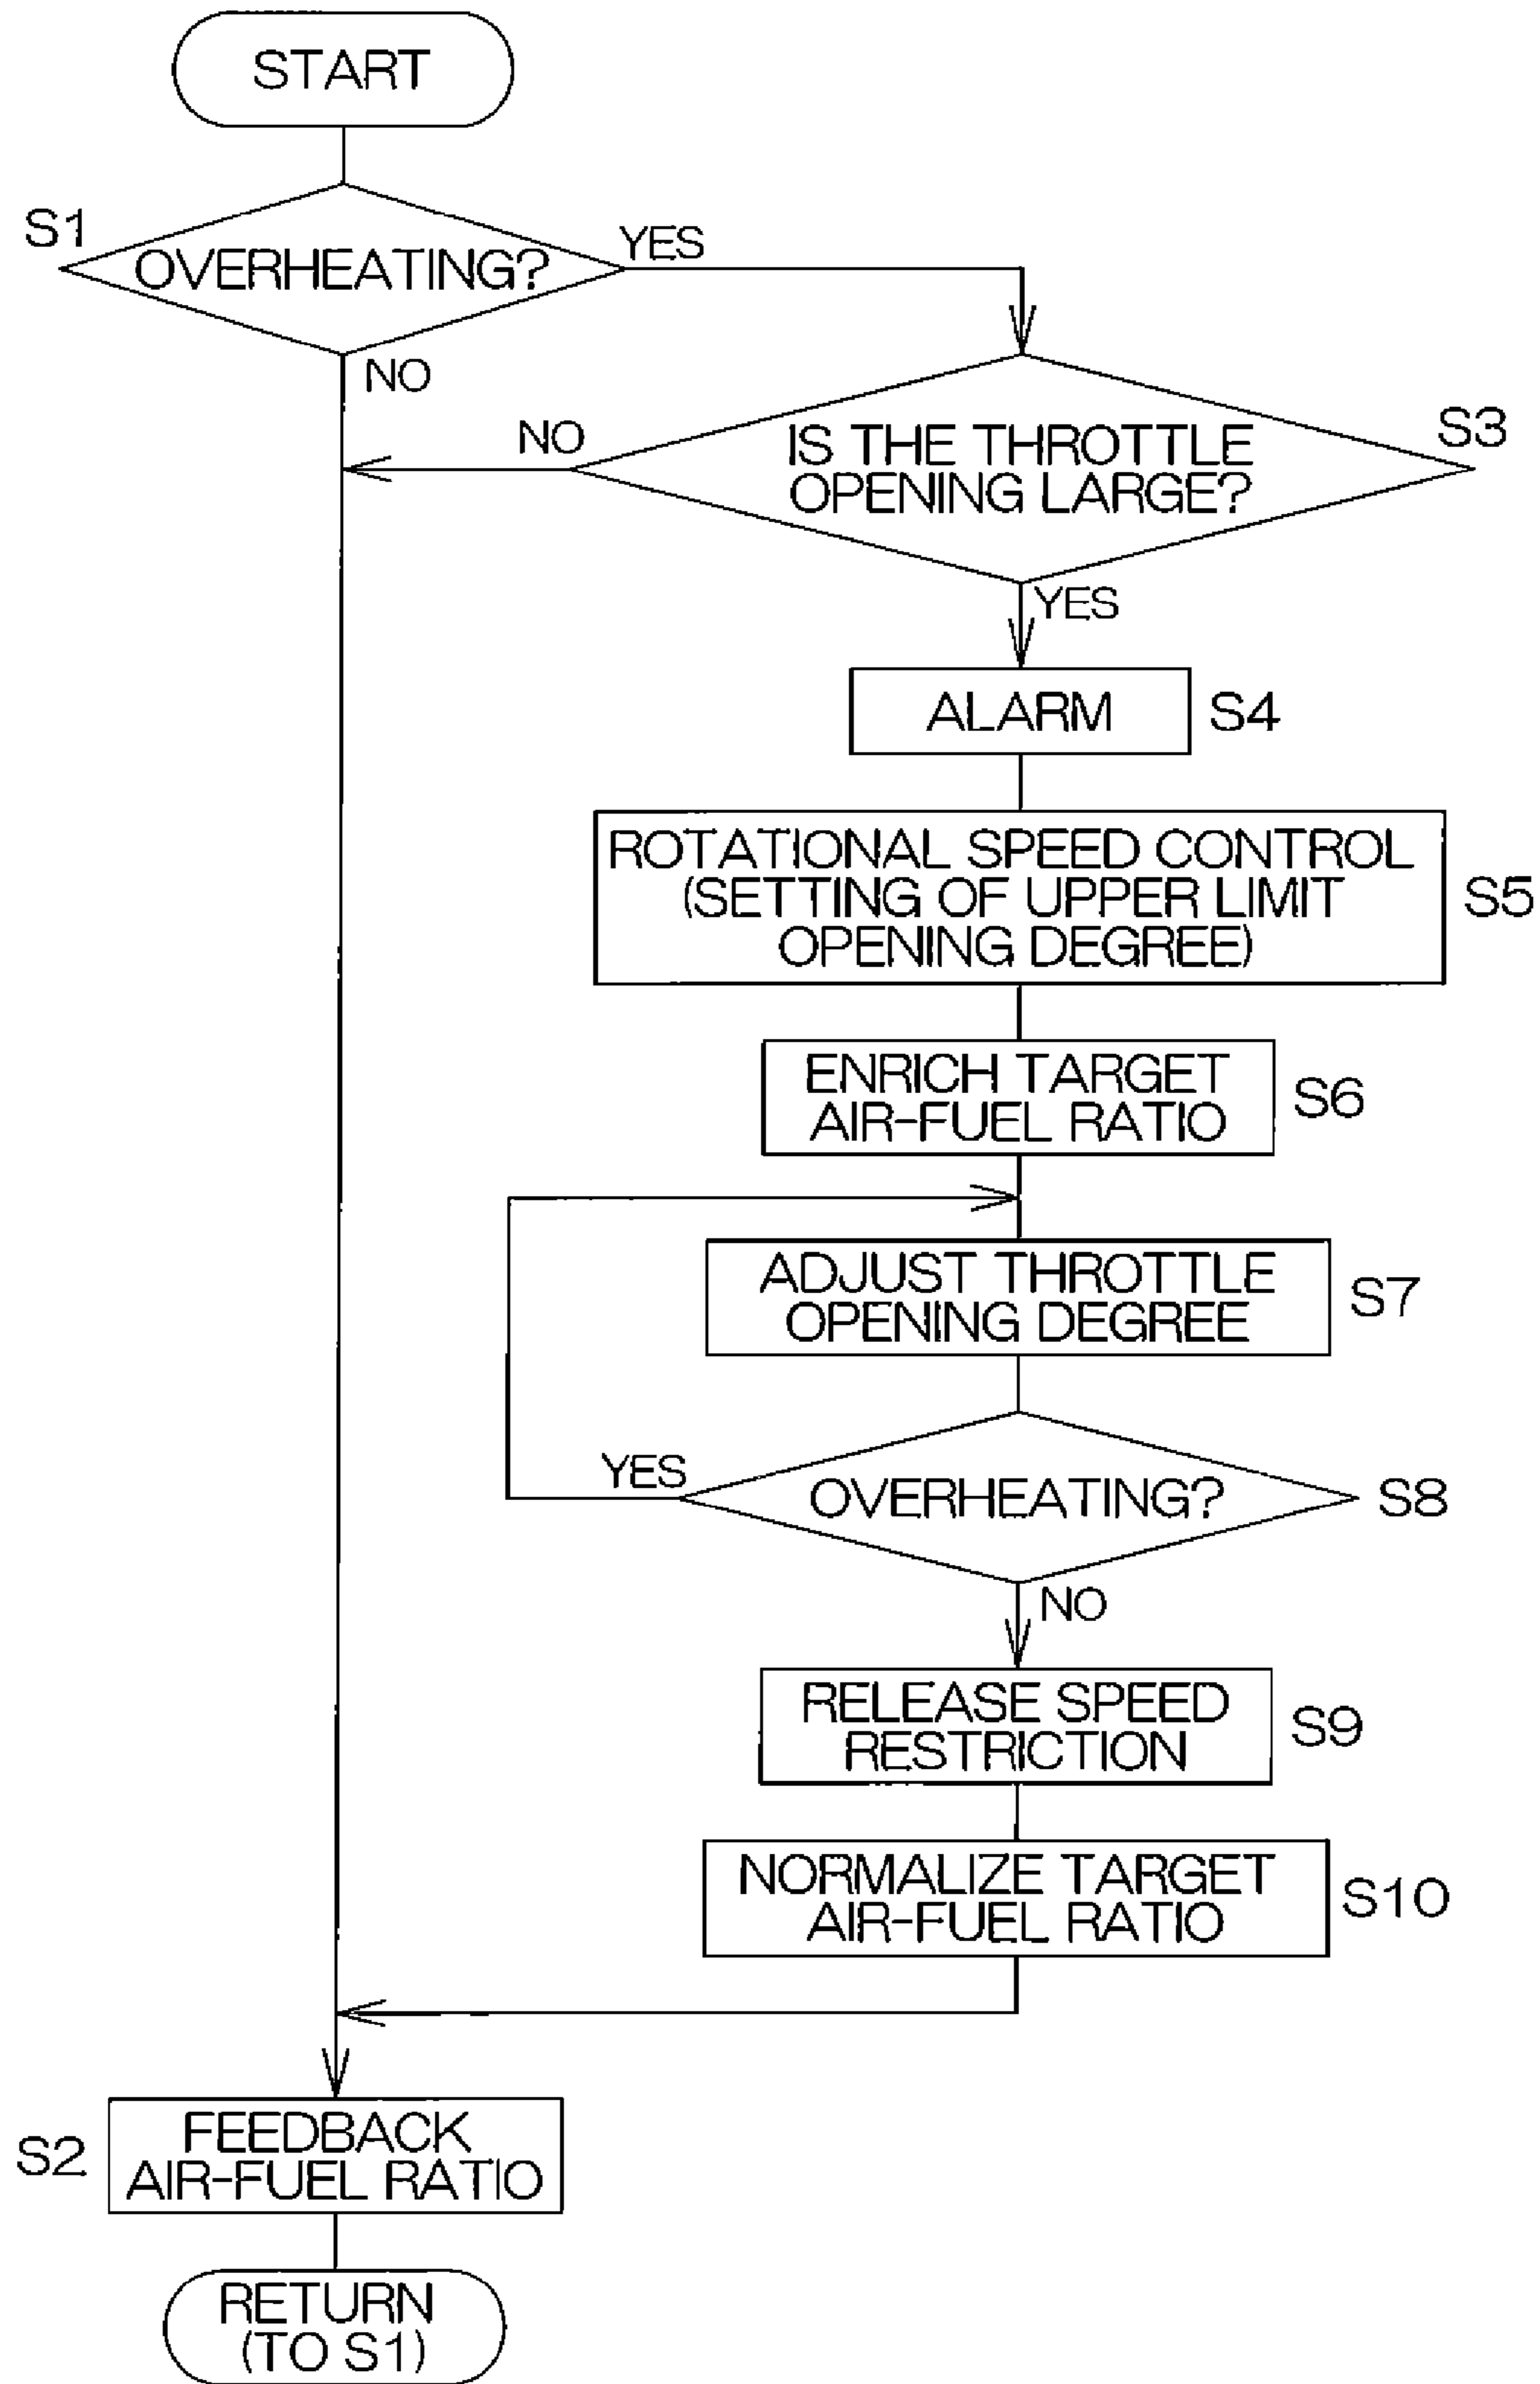 START
S1
OVERHEATING?
YES
NO
NO
IS THE THROTTLE
OPENING LARGE?
S3
YES
ALARM
S4
ROTATIONAL SPEED CONTROL
(SETTING OF UPPER LIMIT
OPENING DEGREE)
S5
ENRICH TARGET
AIR-FUEL RATIO
S6
ADJUST THROTTLE
OPENING DEGREE
S7
YES
OVERHEATING?
S8
NO
RELEASE SPEED
RESTRICTION
S9
NORMALIZE TARGET
AIR-FUEL RATIO
S10
S2
FEEDBACK
AIR-FUEL RATIO
RETURN
(TO S1)